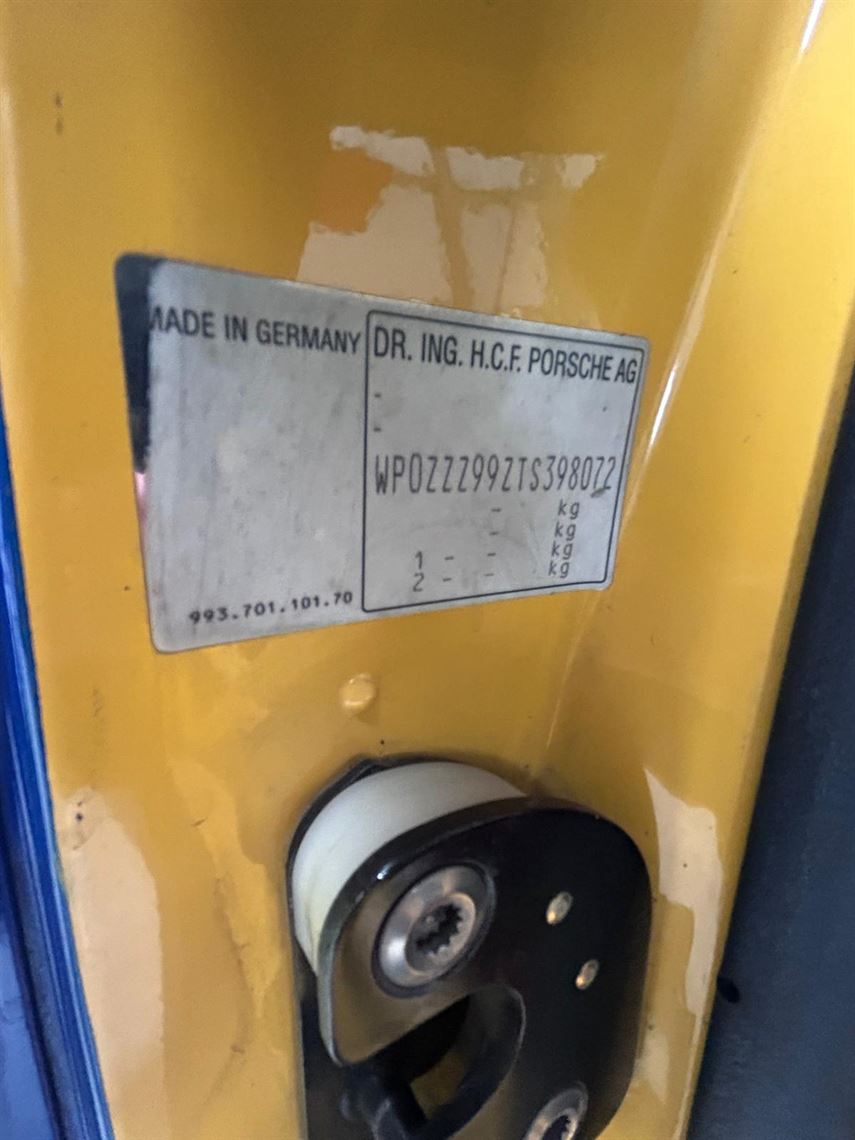 MADE IN GERMANY
DR. ING. H.C.F. PORSCHE AG
-
-
WP0ZZZ99ZTS398072
- kg
- kg
1 - - kg
2 - - kg
993.701.101.70